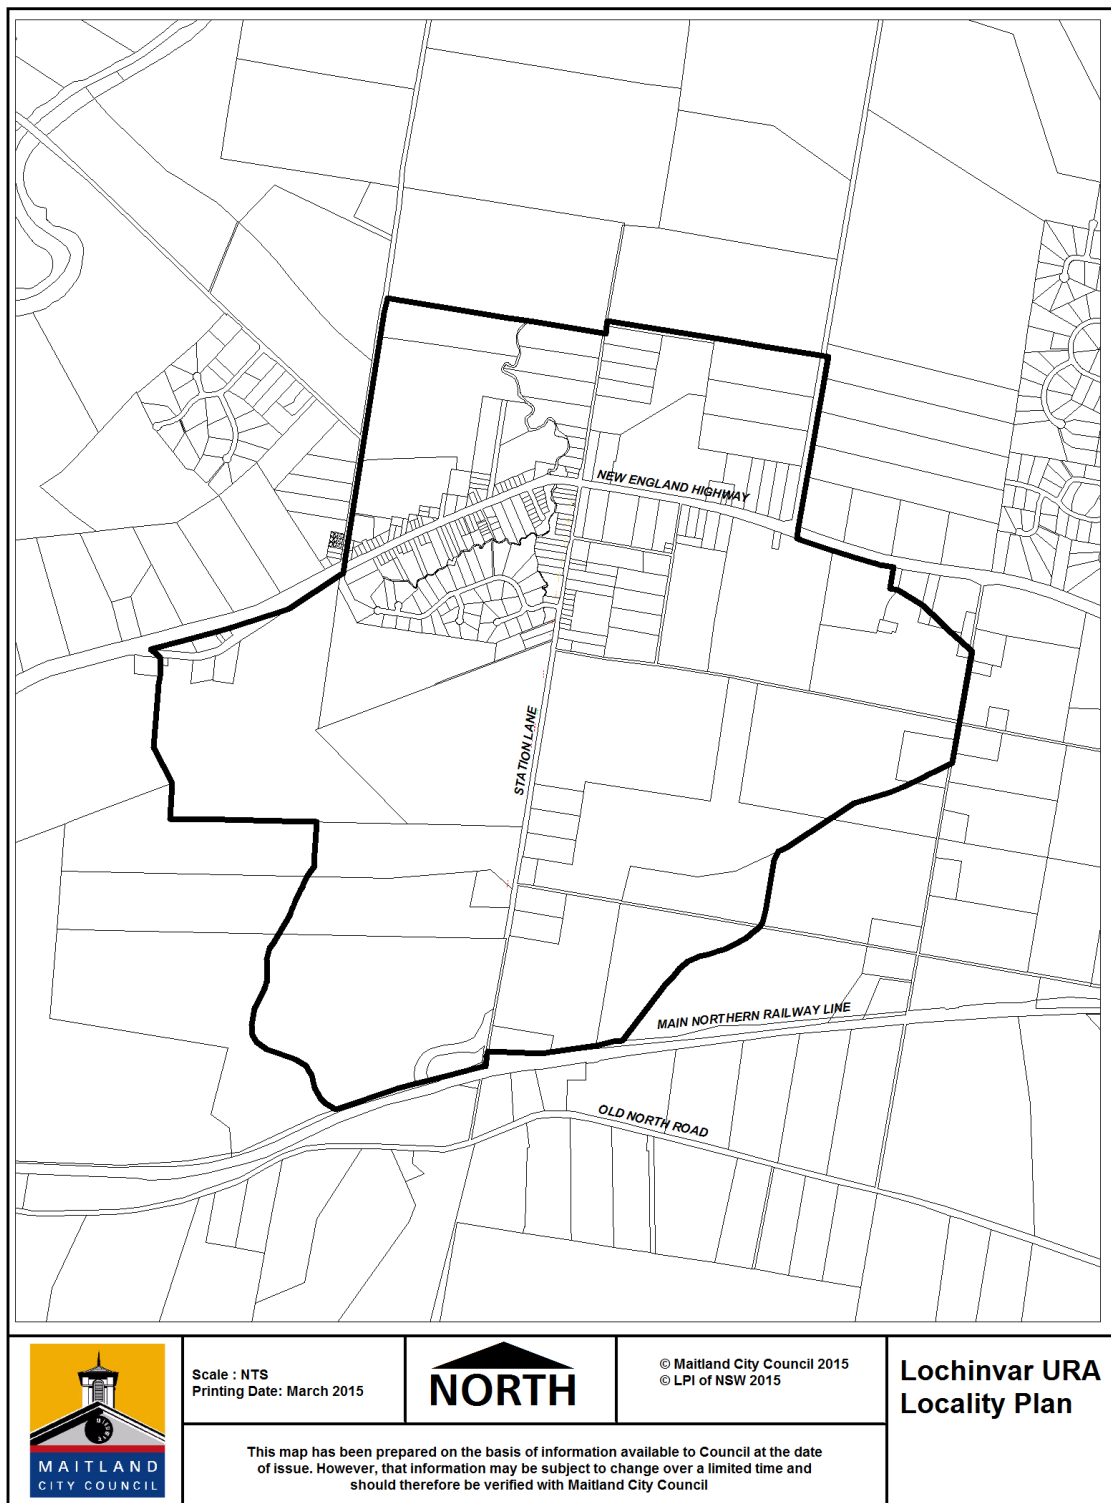 NEW ENGLAND HIGHWAY
STATION LANE
MAIN NORTHERN RAILWAY LINE
OLD NORTH ROAD
MAITLAND
CITY COUNCIL
Scale : NTS
Printing Date: March 2015
NORTH
© Maitland City Council 2015
© LPI of NSW 2015
Lochinvar URA
Locality Plan
This map has been prepared on the basis of information available to Council at the date
of issue. However, that information may be subject to change over a limited time and
should therefore be verified with Maitland City Council